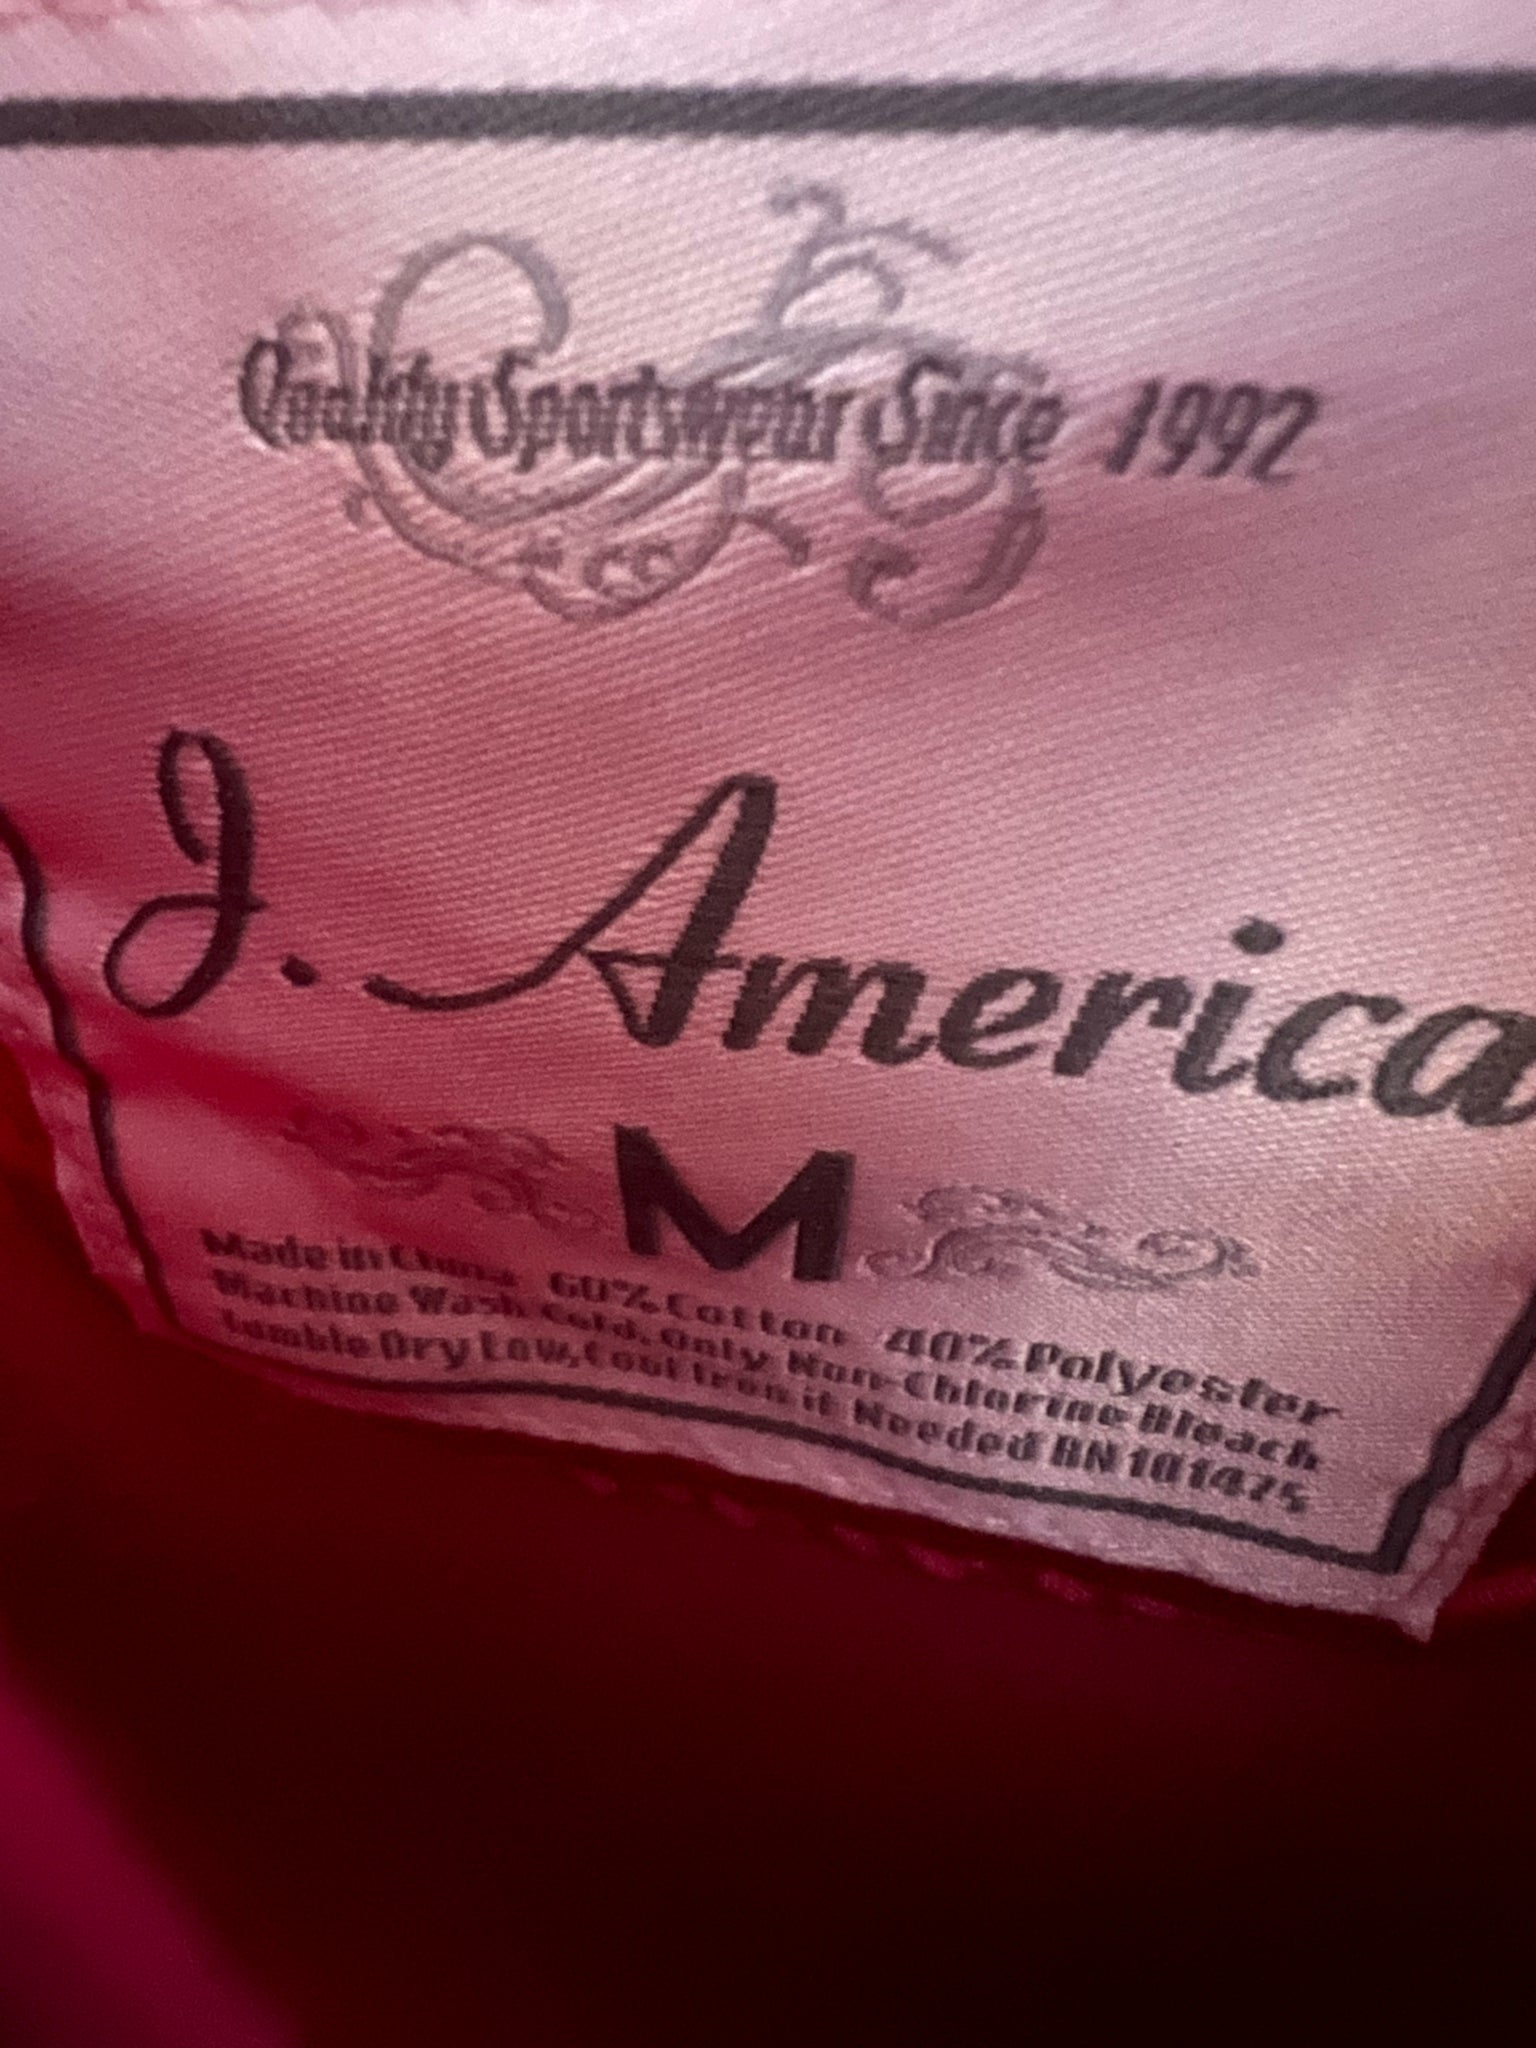 Quality Sportswear Since 1992
J. America
M
Made in China 60% Cotton 40% Polyester
Machine Wash Cold, Only Non-Chlorine Bleach
Tumble Dry Low, Cool Iron if Needed RN 101475